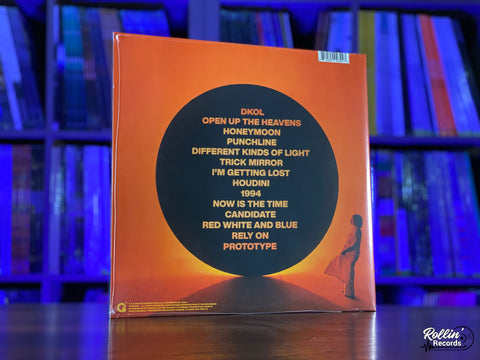 DKOL
OPEN UP THE HEAVENS
HONEYMOON
PUNCHLINE
DIFFERENT KINDS OF LIGHT
TRICK MIRROR
I'M GETTING LOST
HOUDINI
1994
NOW IS THE TIME
CANDIDATE
RED WHITE AND BLUE
RELY ON
PROTOTYPE
G
Rollin'
Records